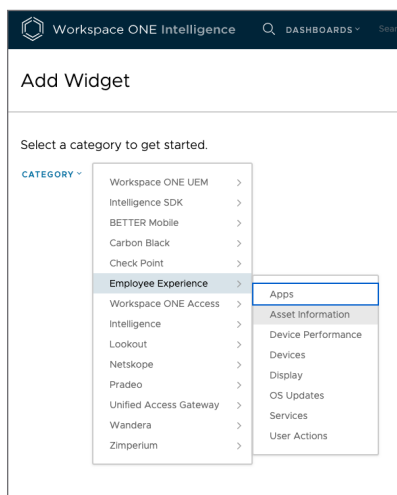 Workspace ONE Intelligence DASHBOARDS
Add Widget
Select a category to get started.
CATEGORY
Workspace ONE UEM
Intelligence SDK
BETTER Mobile
Carbon Black
Check Point
Employee Experience
Workspace ONE Access
Intelligence
Lookout
Netskope
Pradeo
Unified Access Gateway
Wandera
Zimperium
Apps
Asset Information
Device Performance
Devices
Display
OS Updates
Services
User Actions